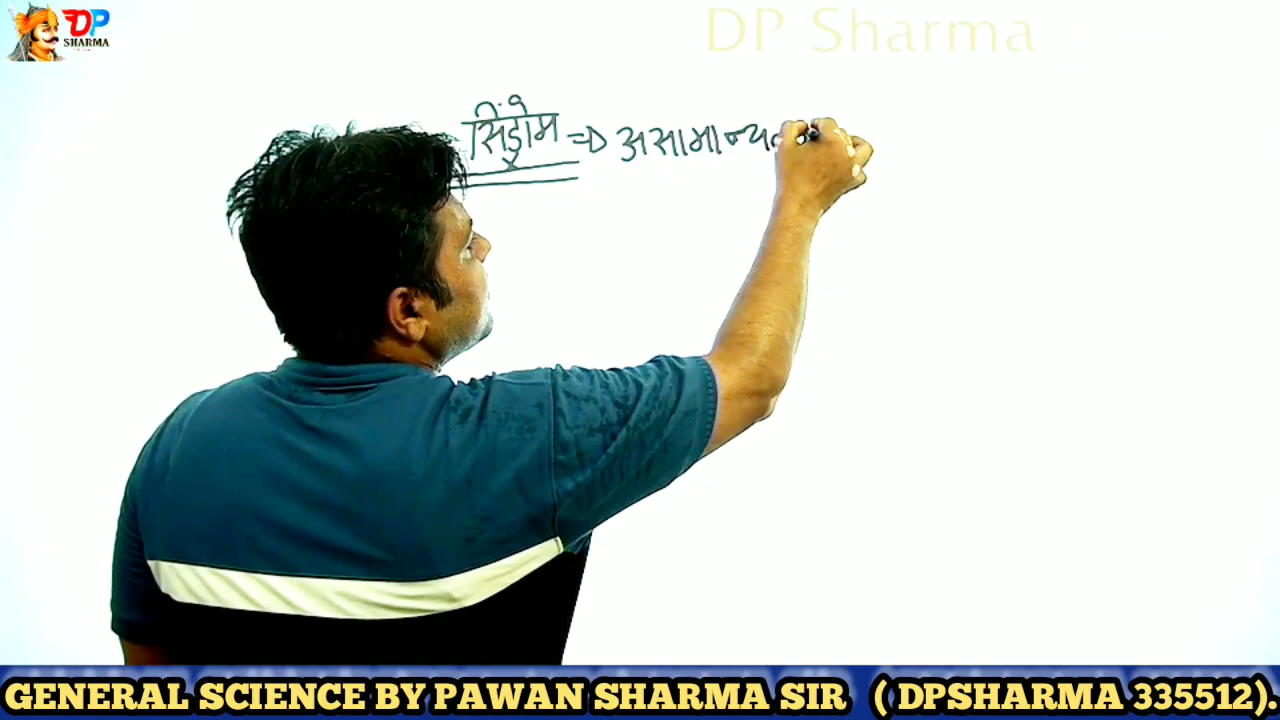 DP
SHARMA
DP Sharma
सिंड्रोम => असामान्य
GENERAL SCIENCE BY PAWAN SHARMA SIR ( DPSHARMA 335512).